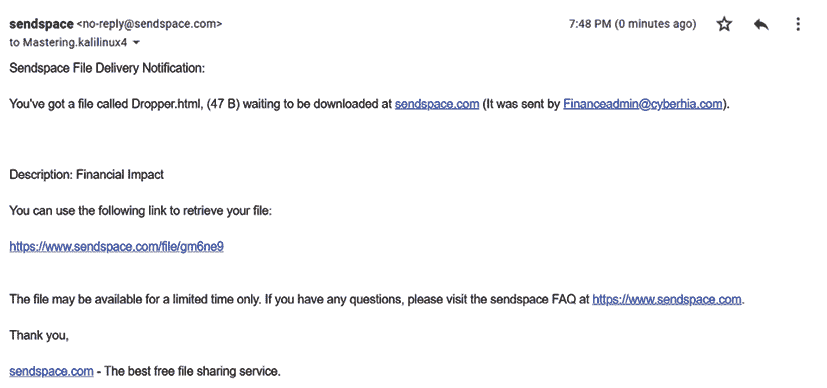 sendspace <no-reply@sendspace.com> 7:48 PM (0 minutes ago)
to Mastering.kalilinux4
Sendspace File Delivery Notification:
You've got a file called Dropper.html, (47 B) waiting to be downloaded at sendspace.com (It was sent by Financeadmin@cyberhia.com).
Description: Financial Impact
You can use the following link to retrieve your file:
https://www.sendspace.com/file/gm6ne9
The file may be available for a limited time only. If you have any questions, please visit the sendspace FAQ at https://www.sendspace.com.
Thank you,
sendspace.com - The best free file sharing service.